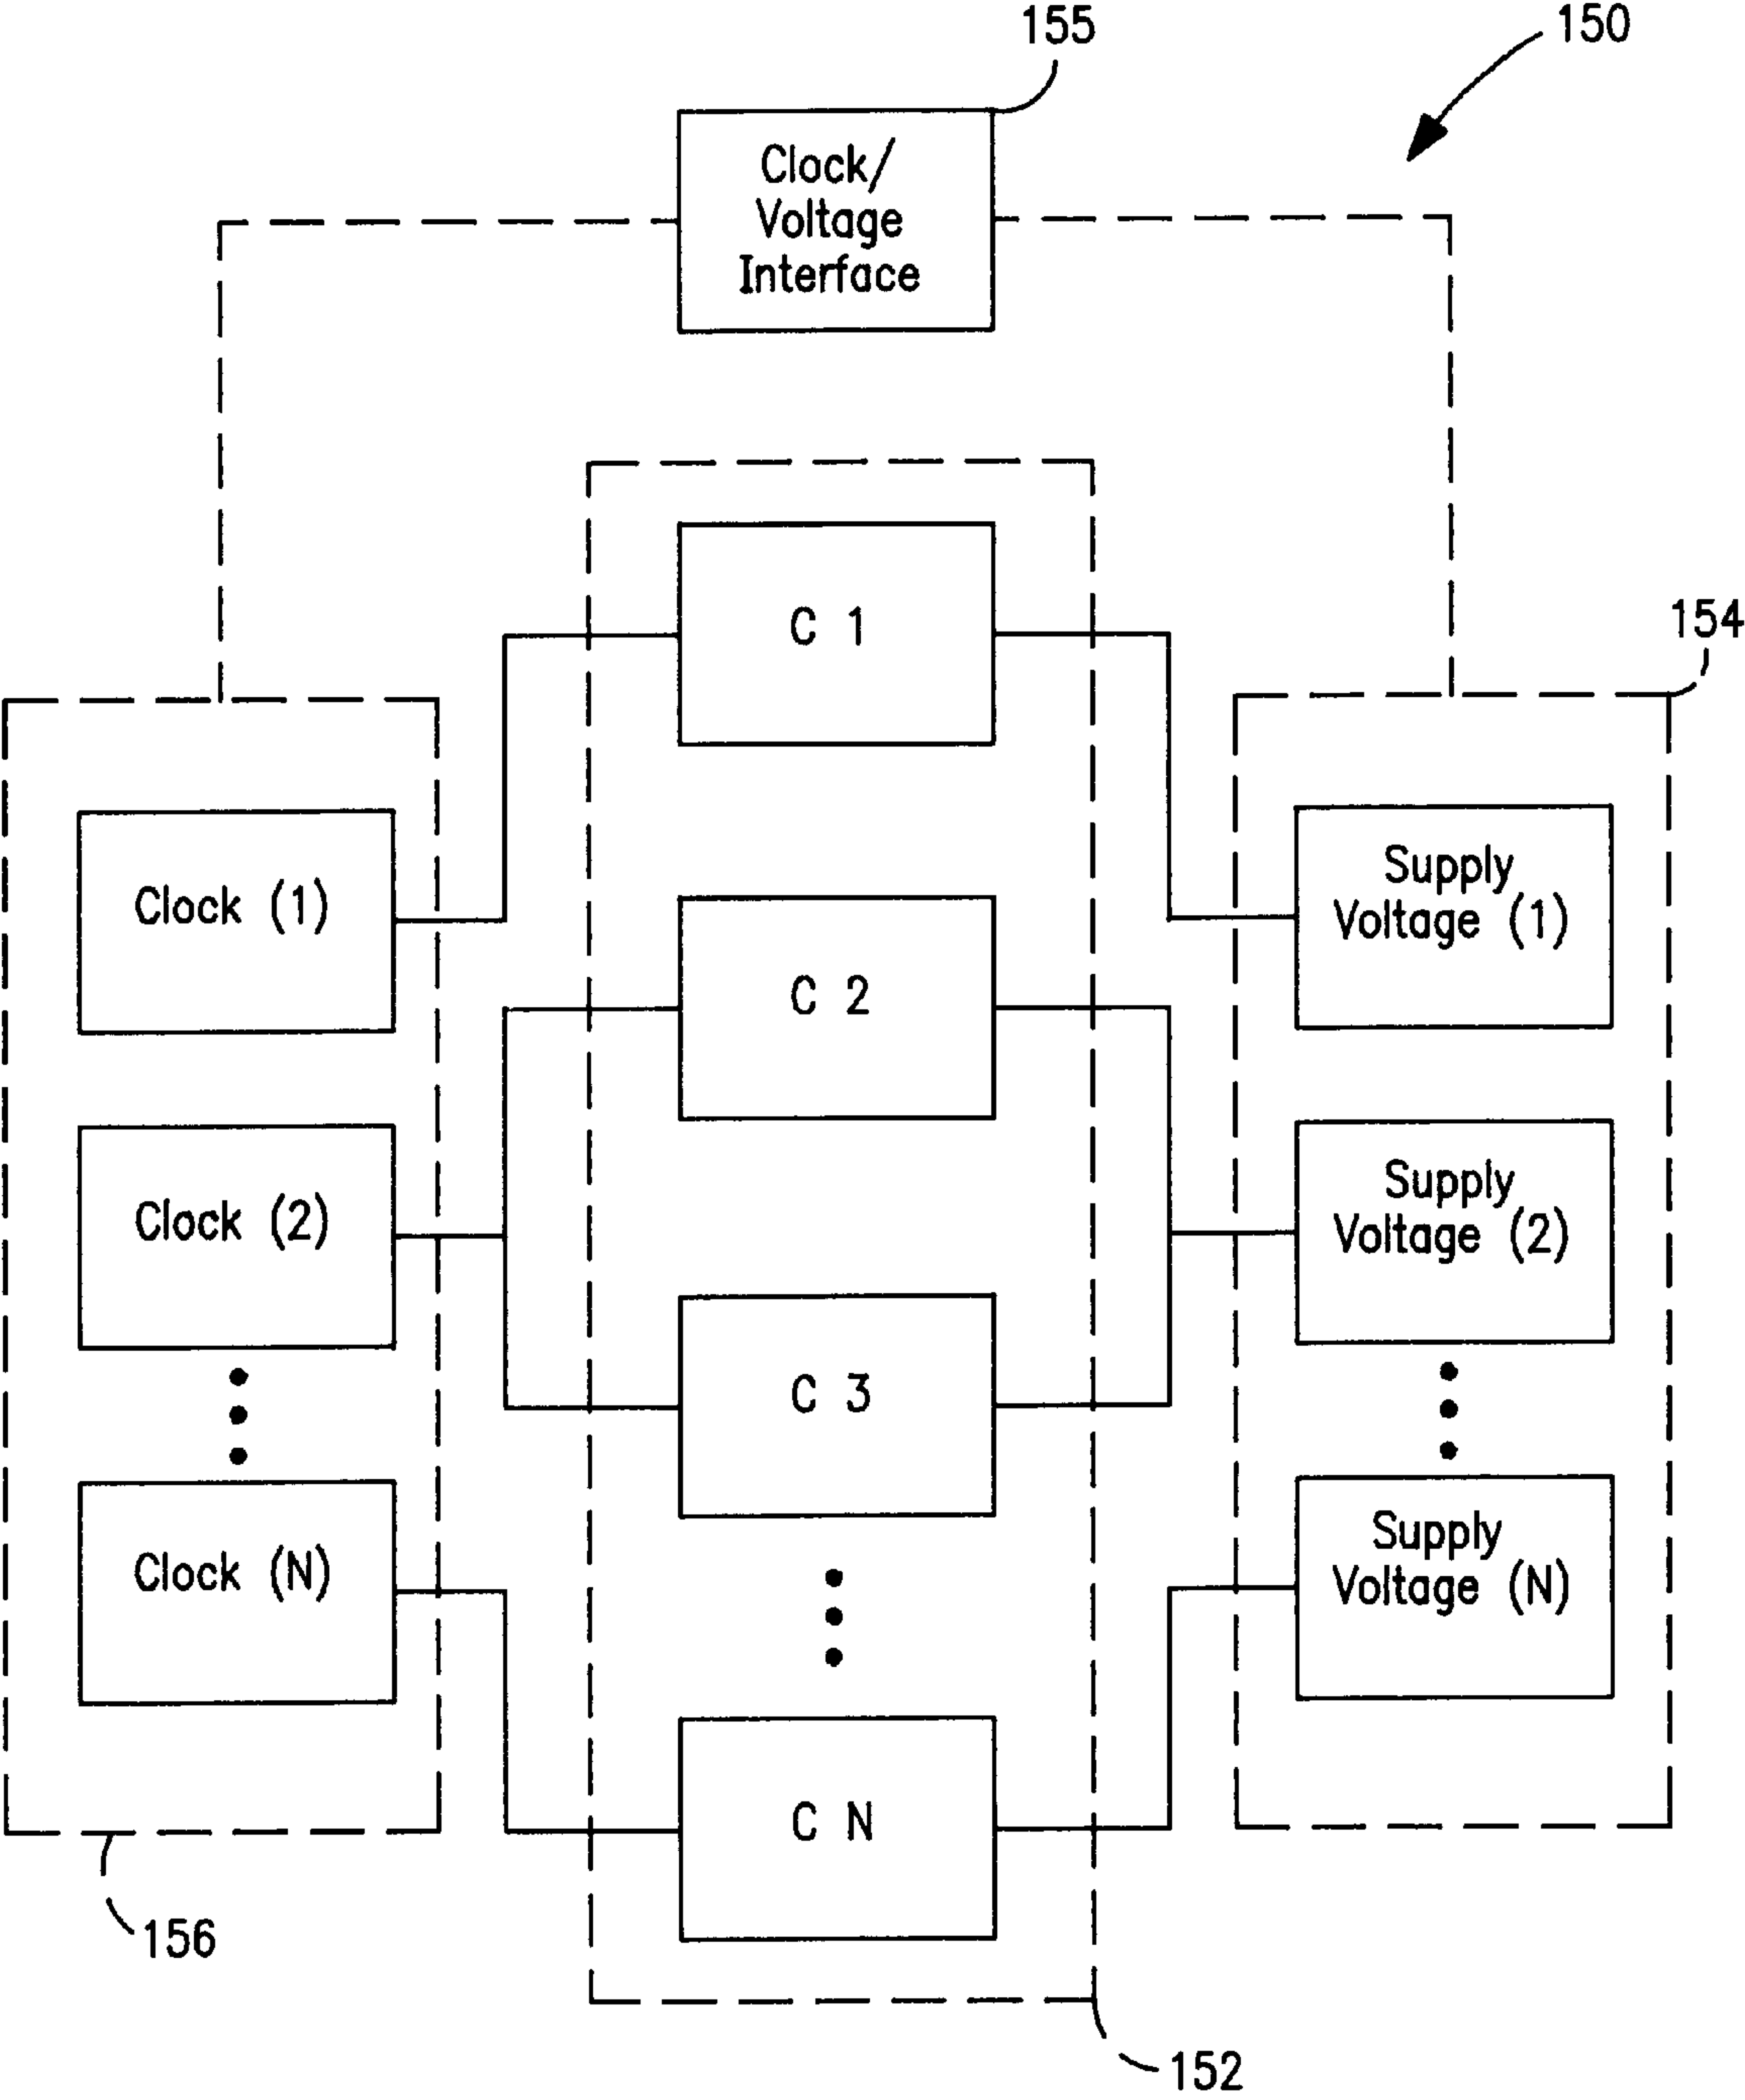 155
150
Clock/
Voltage
Interface
C 1
154
Clock (1)
Supply
Voltage (1)
C 2
Clock (2)
Supply
Voltage (2)
C 3
Clock (N)
Supply
Voltage (N)
C N
156
152